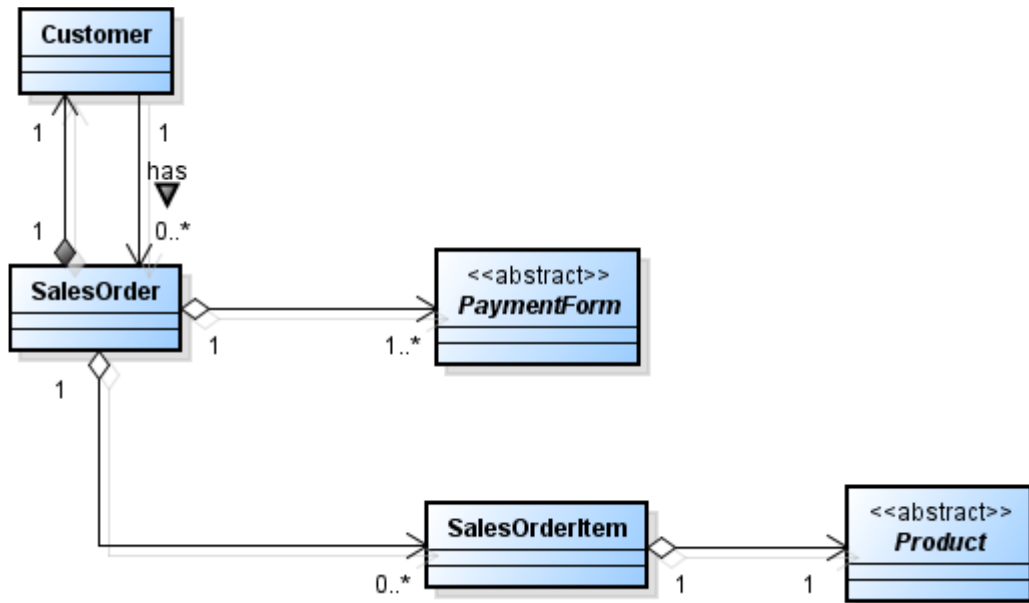 Customer
1
1
has
1
0..*
SalesOrder
1
1..*
<<abstract>>
PaymentForm
1
SalesOrderItem
0..*
1
1
<<abstract>>
Product